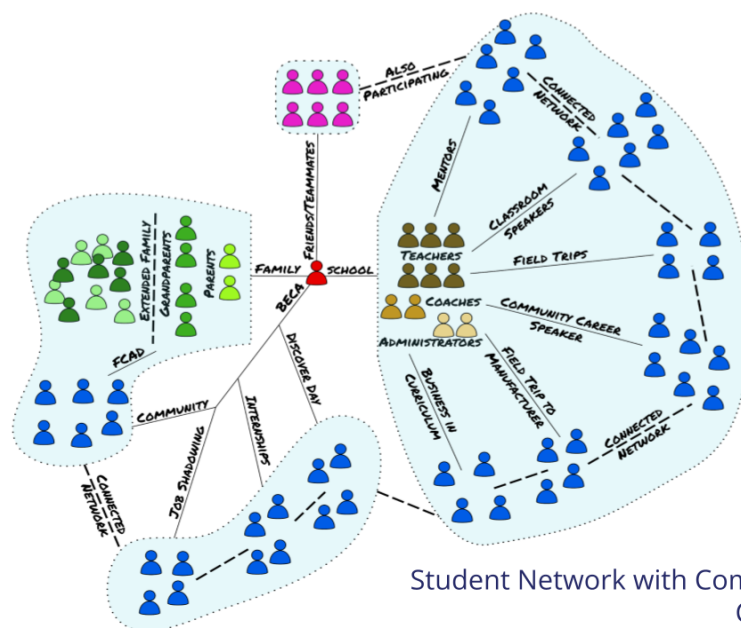 Also
Participating
Connected
Network
Mentors
Classroom
Speakers
Friends/Teammates
Teachers
Field Trips
Extended Family
Grandparents
Parents
Family
School
BECA
Coaches
Administrators
Community Career
Speaker
FCAD
Discover Day
Field Trip to
Manufacturer
Business in
Curriculum
Community
Internships
Job Shadowing
Connected
Network
Connected
Network
Student Network with Com